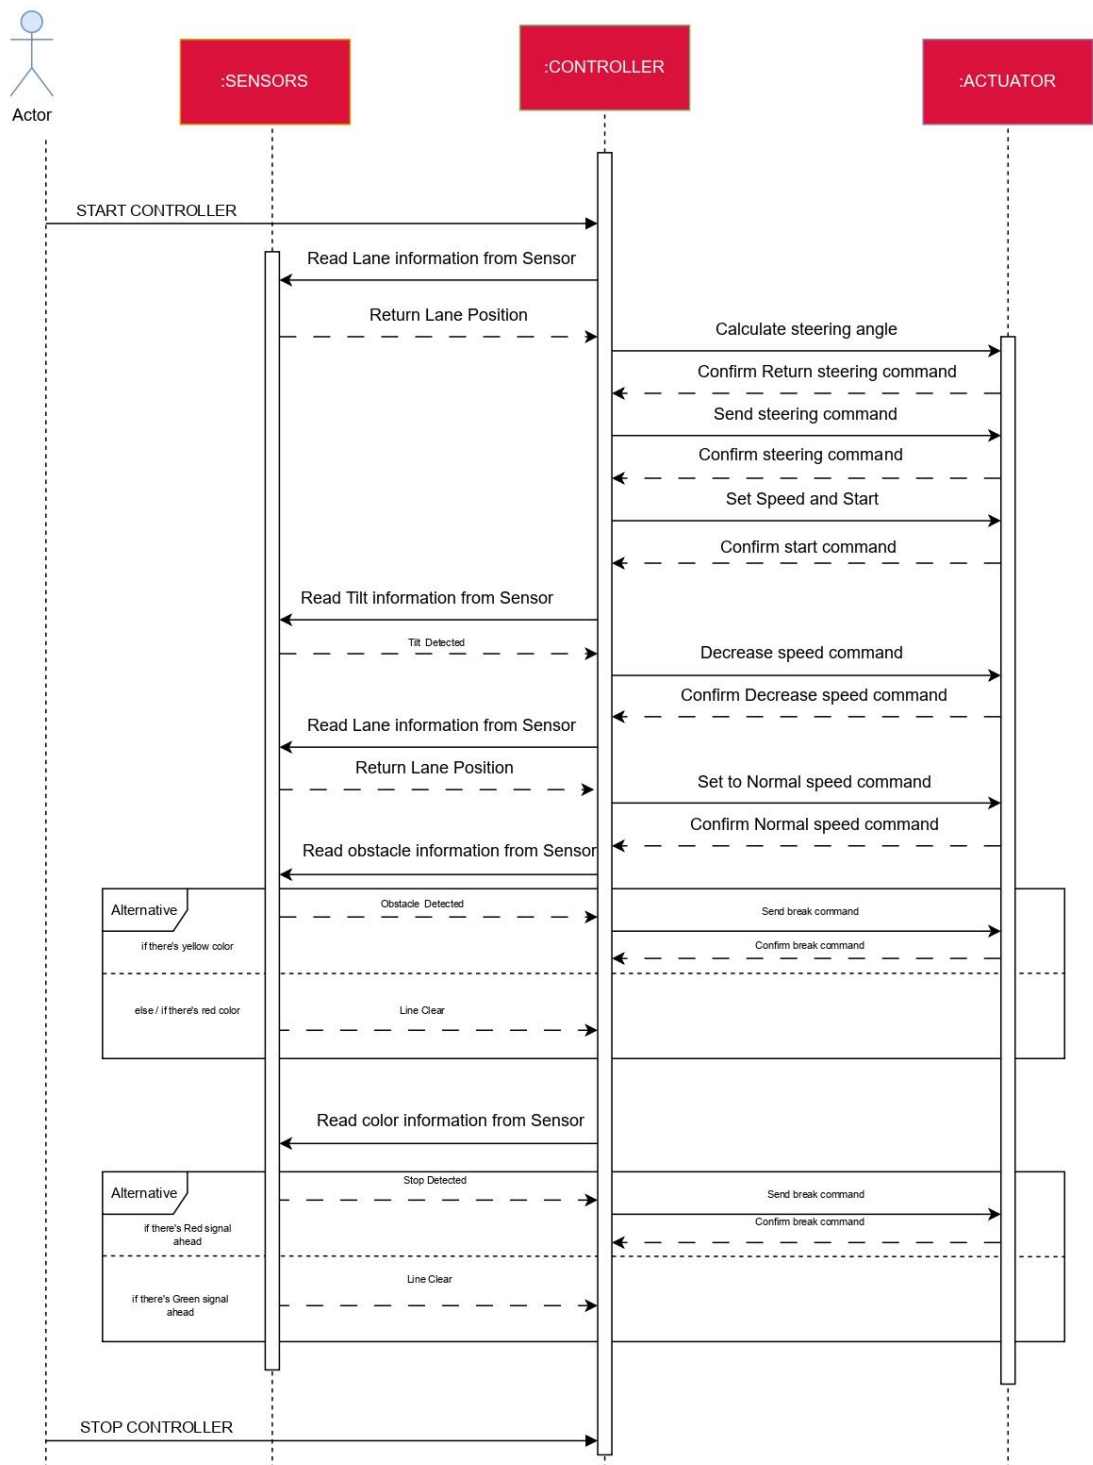 Actor
:SENSORS
:CONTROLLER
:ACTUATOR
START CONTROLLER
Read Lane information from Sensor
Return Lane Position
Calculate steering angle
Confirm Return steering command
Send steering command
Confirm steering command
Set Speed and Start
Confirm start command
Read Tilt information from Sensor
Tilt Detected
Decrease speed command
Confirm Decrease speed command
Read Lane information from Sensor
Return Lane Position
Set to Normal speed command
Confirm Normal speed command
Read obstacle information from Sensor
Alternative
Obstacle Detected
Send break command
if there's yellow color
Confirm break command
else / if there's red color
Line Clear
Read color information from Sensor
Alternative
Stop Detected
Send break command
if there's Red signal
ahead
Confirm break command
Line Clear
if there's Green signal
ahead
STOP CONTROLLER